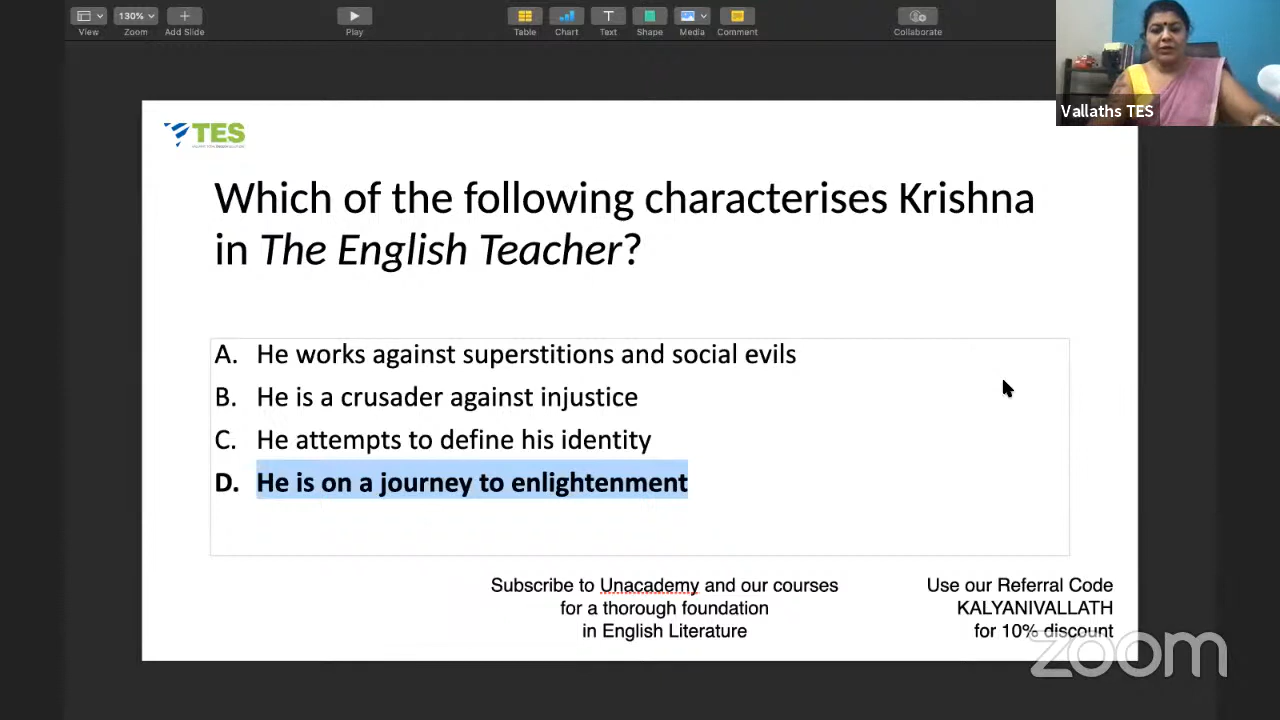 View
130%
Zoom
Add Slide
Play
Table
Chart
Text
Shape
Media
Comment
Collaborate
Vallaths TES
TES
Which of the following characterises Krishna
in The English Teacher?
A. He works against superstitions and social evils
B. He is a crusader against injustice
C. He attempts to define his identity
D. He is on a journey to enlightenment
Subscribe to Unacademy and our courses
for a thorough foundation
in English Literature
Use our Referral Code
KALYANIVALLATH
for 10% discount
zoom